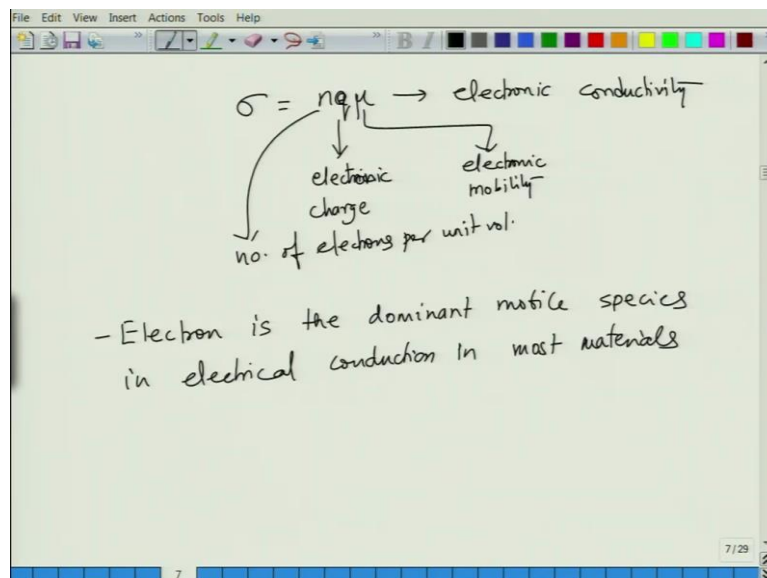 File Edit View Insert Actions Tools Help
B I
σ = nqμ → electronic conductivity
electronic charge
electronic mobility
no. of electrons per unit vol.
- Electron is the dominant motile species
in electrical conduction in most materials
7/29
7